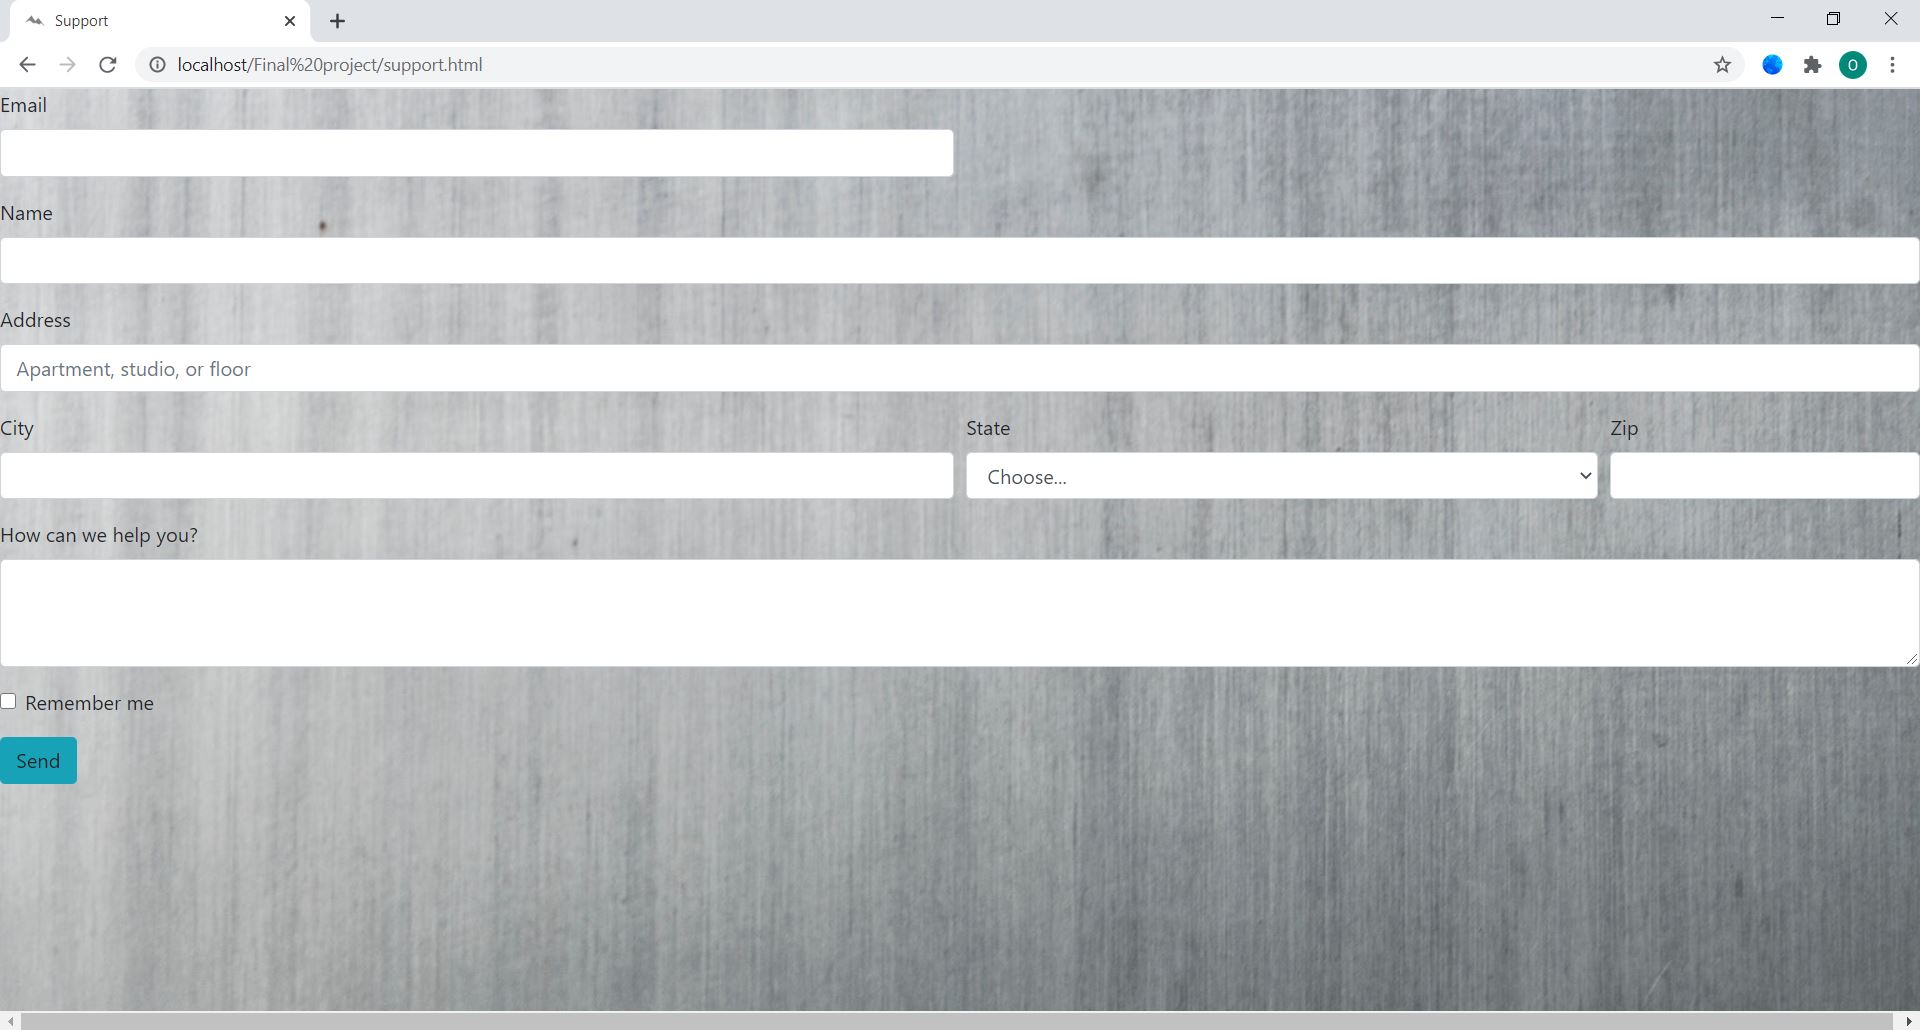 Support
localhost/Final%20project/support.html
O
Email
Name
Address
Apartment, studio, or floor
City State Zip
Choose...
How can we help you?
Remember me
Send